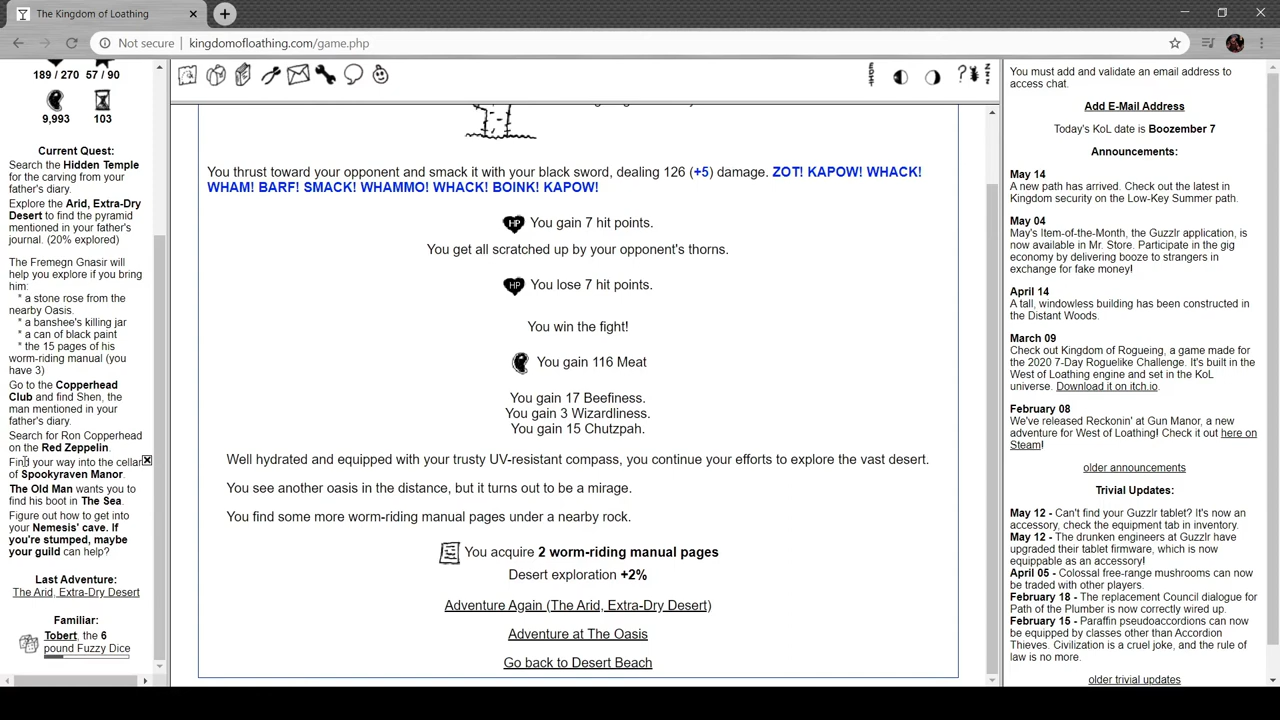 The Kingdom of Loathing
Not secure
kingdomofloathing.com/game.php
189 / 270 57 / 90
9,993 103
Current Quest:
Search the Hidden Temple
for the carving from your
father's diary.
Explore the Arid, Extra-Dry
Desert to find the pyramid
mentioned in your father's
journal. (20% explored)
The Fremegn Gnasir will
help you explore if you bring
him:
* a stone rose from the
nearby Oasis.
* a banshee's killing jar
* a can of black paint
* the 15 pages of his
worm-riding manual (you
have 3)
Go to the Copperhead
Club and find Shen, the
man mentioned in your
father's diary.
Search for Ron Copperhead
on the Red Zeppelin.
Find your way into the cellar
of Spookyraven Manor.
The Old Man wants you to
find his boot in The Sea.
Figure out how to get into
your Nemesis' cave. If
you're stumped, maybe
your guild can help?
Last Adventure:
The Arid, Extra-Dry Desert
Familiar:
Tobert, the 6
pound Fuzzy Dice
You thrust toward your opponent and smack it with your black sword, dealing 126 (+5) damage. ZOT! KAPOW! WHACK!
WHAM! BARF! SMACK! WHAMMO! WHACK! BOINK! KAPOW!
HP You gain 7 hit points.
You get all scratched up by your opponent's thorns.
HP You lose 7 hit points.
You win the fight!
You gain 116 Meat
You gain 17 Beefiness.
You gain 3 Wizardliness.
You gain 15 Chutzpah.
Well hydrated and equipped with your trusty UV-resistant compass, you continue your efforts to explore the vast desert.
You see another oasis in the distance, but it turns out to be a mirage.
You find some more worm-riding manual pages under a nearby rock.
You acquire 2 worm-riding manual pages
Desert exploration +2%
Adventure Again (The Arid, Extra-Dry Desert)
Adventure at The Oasis
Go back to Desert Beach
You must add and validate an email address to
access chat.
Add E-Mail Address
Today's KoL date is Boozember 7
Announcements:
May 14
A new path has arrived. Check out the latest in
Kingdom security on the Low-Key Summer path.
May 04
May's Item-of-the-Month, the Guzzlr application, is
now available in Mr. Store. Participate in the gig
economy by delivering booze to strangers in
exchange for fake money!
April 14
A tall, windowless building has been constructed in
the Distant Woods.
March 09
Check out Kingdom of Rogueing, a game made for
the 2020 7-Day Roguelike Challenge. It's built in the
West of Loathing engine and set in the KoL
universe. Download it on itch.io.
February 08
We've released Reckonin' at Gun Manor, a new
adventure for West of Loathing! Check it out here on
Steam!
older announcements
Trivial Updates:
May 12 - Can't find your Guzzlr tablet? It's now an
accessory, check the equipment tab in inventory.
May 12 - The drunken engineers at Guzzlr have
upgraded their tablet firmware, which is now
equippable as an accessory!
April 05 - Colossal free-range mushrooms can now
be traded with other players.
February 18 - The replacement Council dialogue for
Path of the Plumber is now correctly wired up.
February 15 - Paraffin pseudoaccordions can now
be equipped by classes other than Accordion
Thieves. Civilization is a cruel joke, and the rule of
law is no more.
older trivial updates